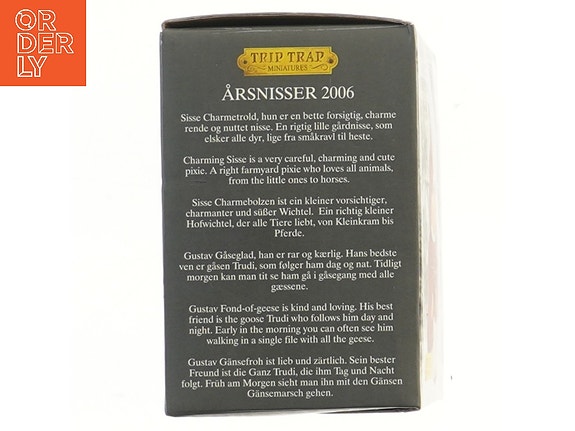 OR
DER
LY
TRIP TRAP
MINIATURES
ÅRSNISSER 2006
Sisse Charmetrold, hun er en bette forsigtig, charme
rende og nuttet nisse. En rigtig lille gårdnisse, som
elsker alle dyr, lige fra småkravl til heste.
Charming Sisse is a very careful, charming and cute
pixie. A right farmyard pixie who loves all animals,
from the little ones to horses.
Sisse Charmebolzen ist ein kleiner vorsichtiger,
charmanter und süßer Wichtel. Ein richtig kleiner
Hofwichtel, der alle Tiere liebt, von Kleinkram bis
Pferde.
Gustav Gåseglad, han er rar og kærlig. Hans bedste
ven er gåsen Trudi, som følger ham dag og nat. Tidligt
morgen kan man tit se ham gå i gåsegang med alle
gæssene.
Gustav Fond-of-geese is kind and loving. His best
friend is the goose Trudi who follows him day and
night. Early in the morning you can often see him
walking in a single file with all the geese.
Gustav Gänsefroh ist lieb und zärtlich. Sein bester
Freund ist die Ganz Trudi, die ihm Tag und Nacht
folgt. Früh am Morgen sieht man ihn mit den Gänsen
Gänsemarsch gehen.